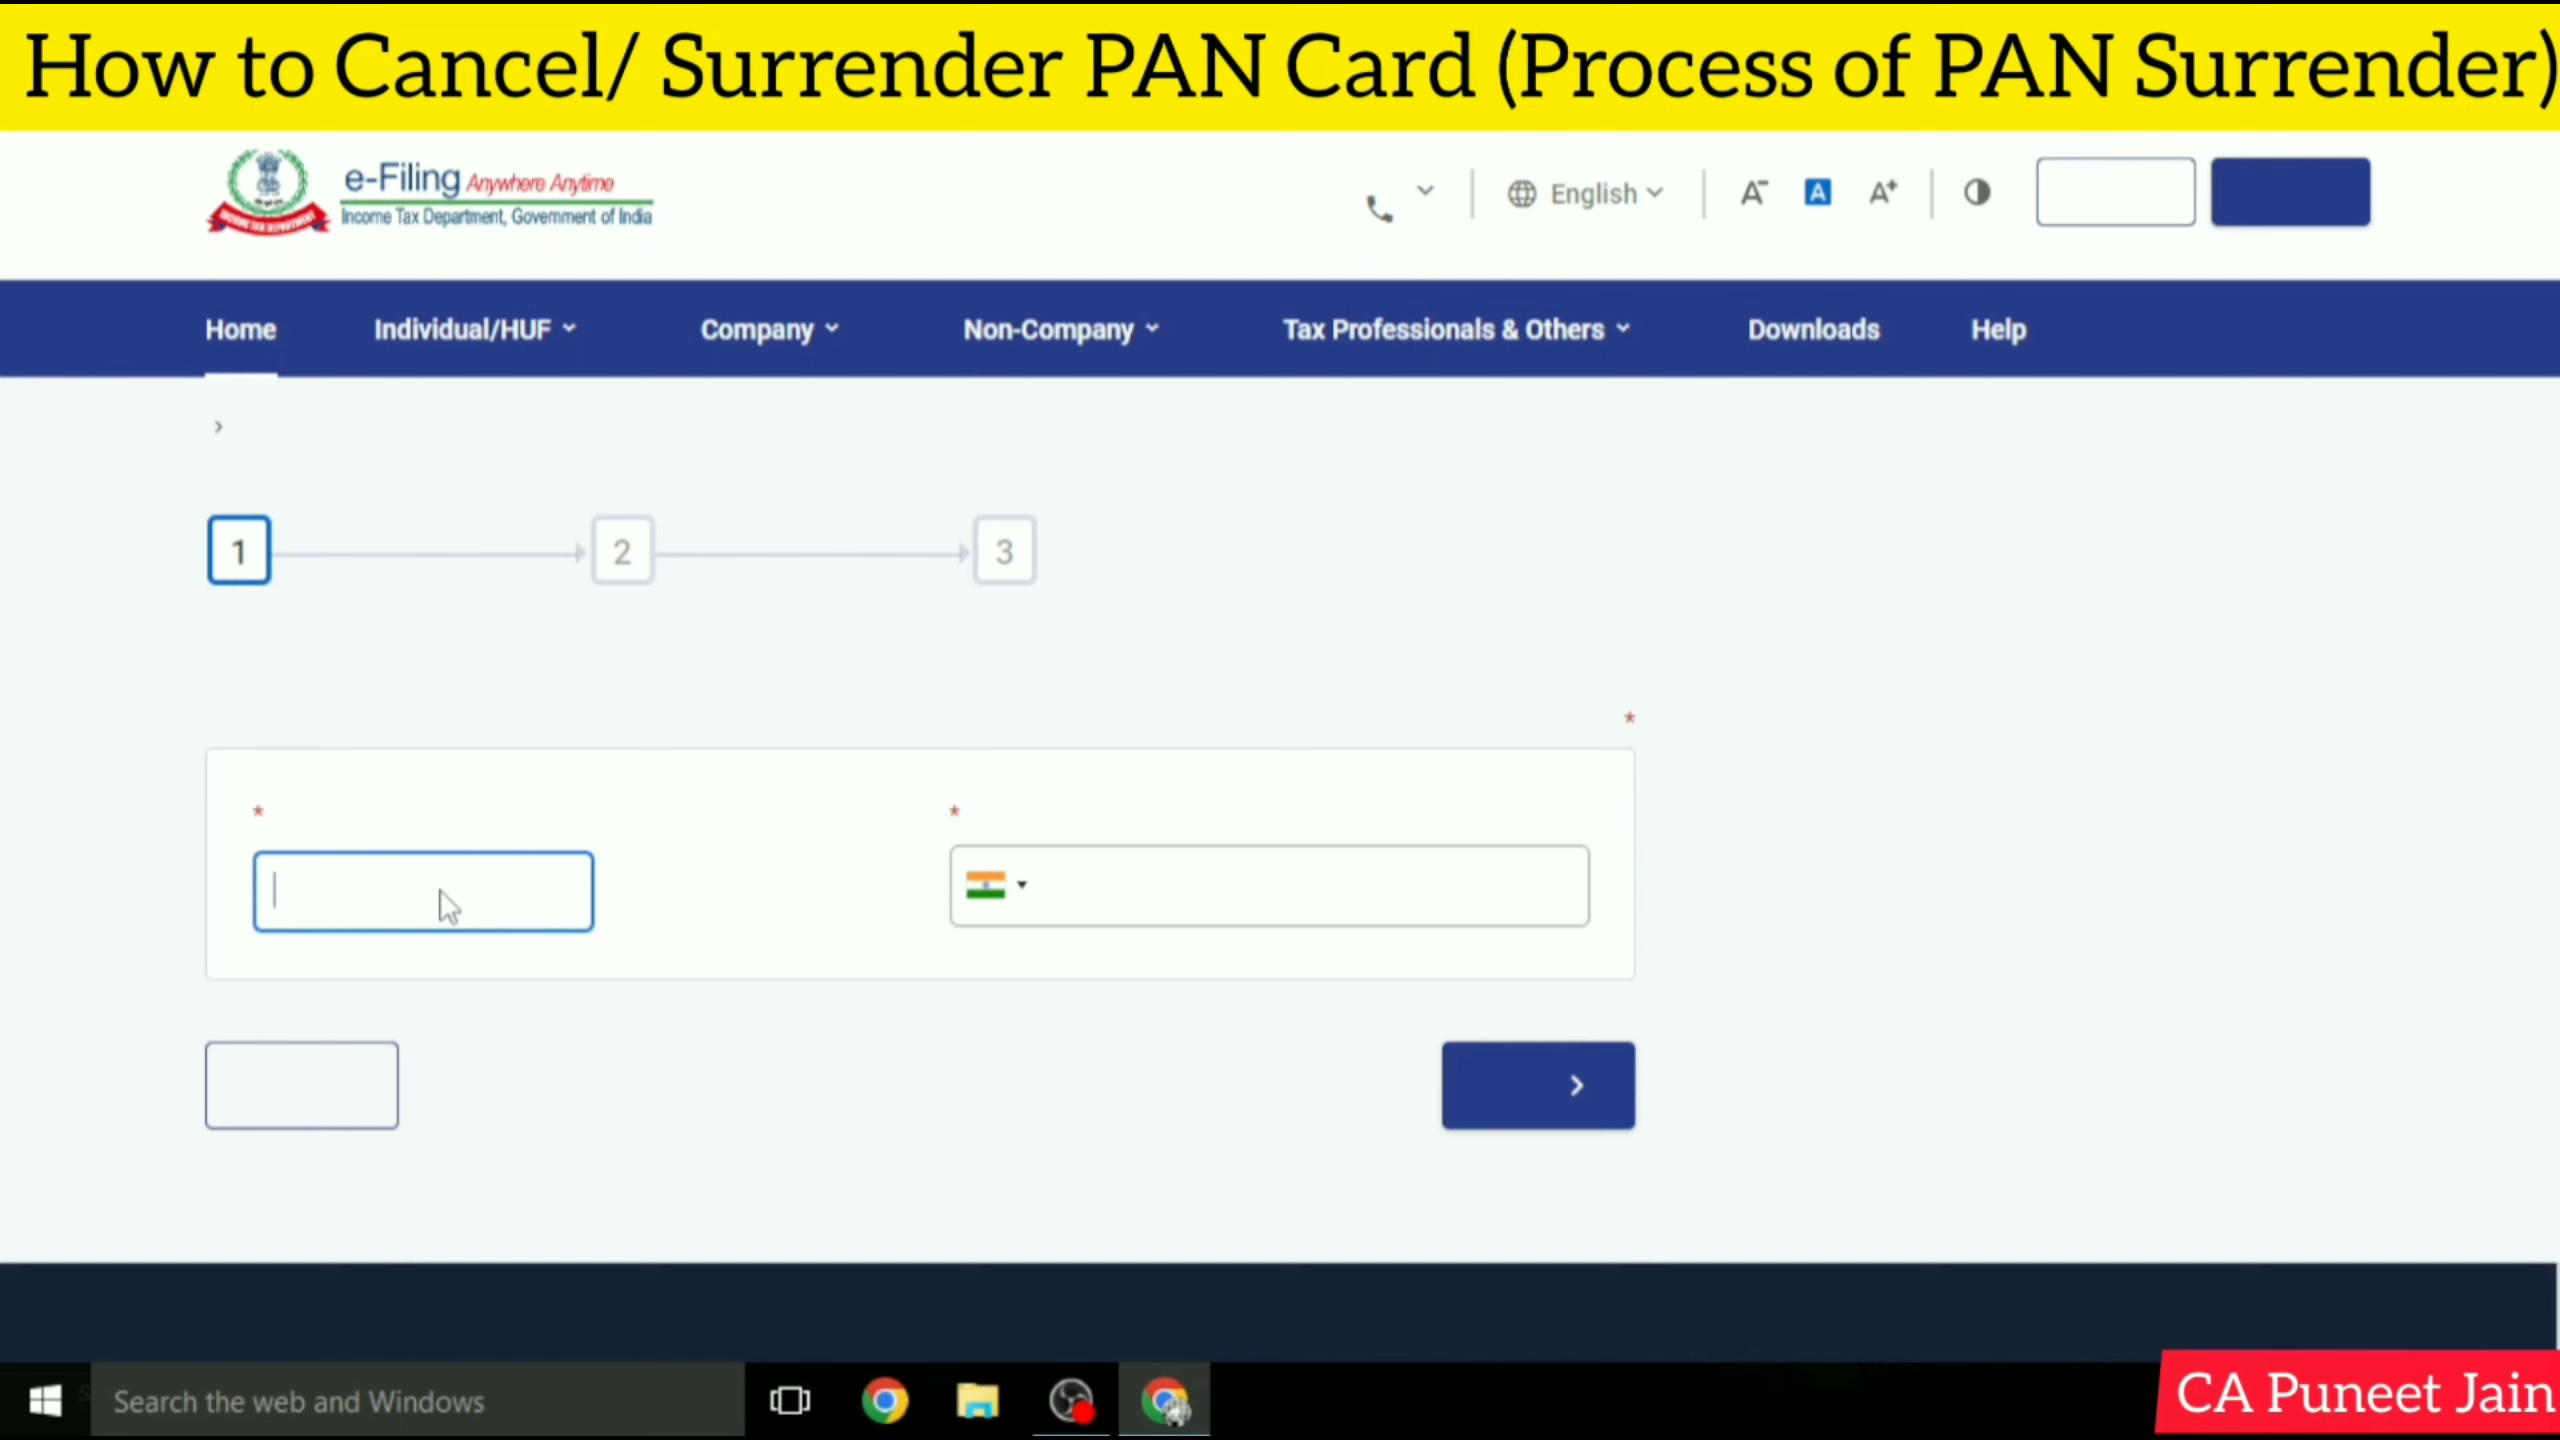 How to Cancel/ Surrender PAN Card (Process of PAN Surrender)
e-Filing Anywhere Anytime
Income Tax Department, Government of India
English
A- A A+
Home Individual/HUF Company Non-Company Tax Professionals & Others Downloads Help
1 2 3
*
* *
Search the web and Windows
CA Puneet Jain